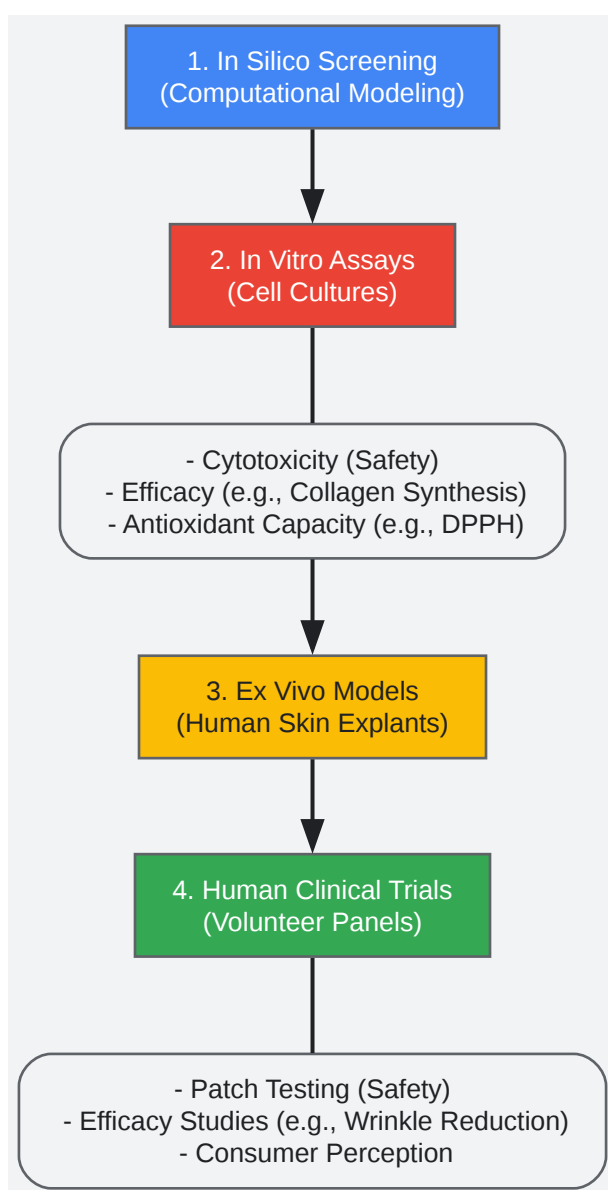 1. In Silico Screening
(Computational Modeling)
2. In Vitro Assays
(Cell Cultures)
- Cytotoxicity (Safety)
- Efficacy (e.g., Collagen Synthesis)
- Antioxidant Capacity (e.g., DPPH)
3. Ex Vivo Models
(Human Skin Explants)
4. Human Clinical Trials
(Volunteer Panels)
- Patch Testing (Safety)
- Efficacy Studies (e.g., Wrinkle Reduction)
- Consumer Perception